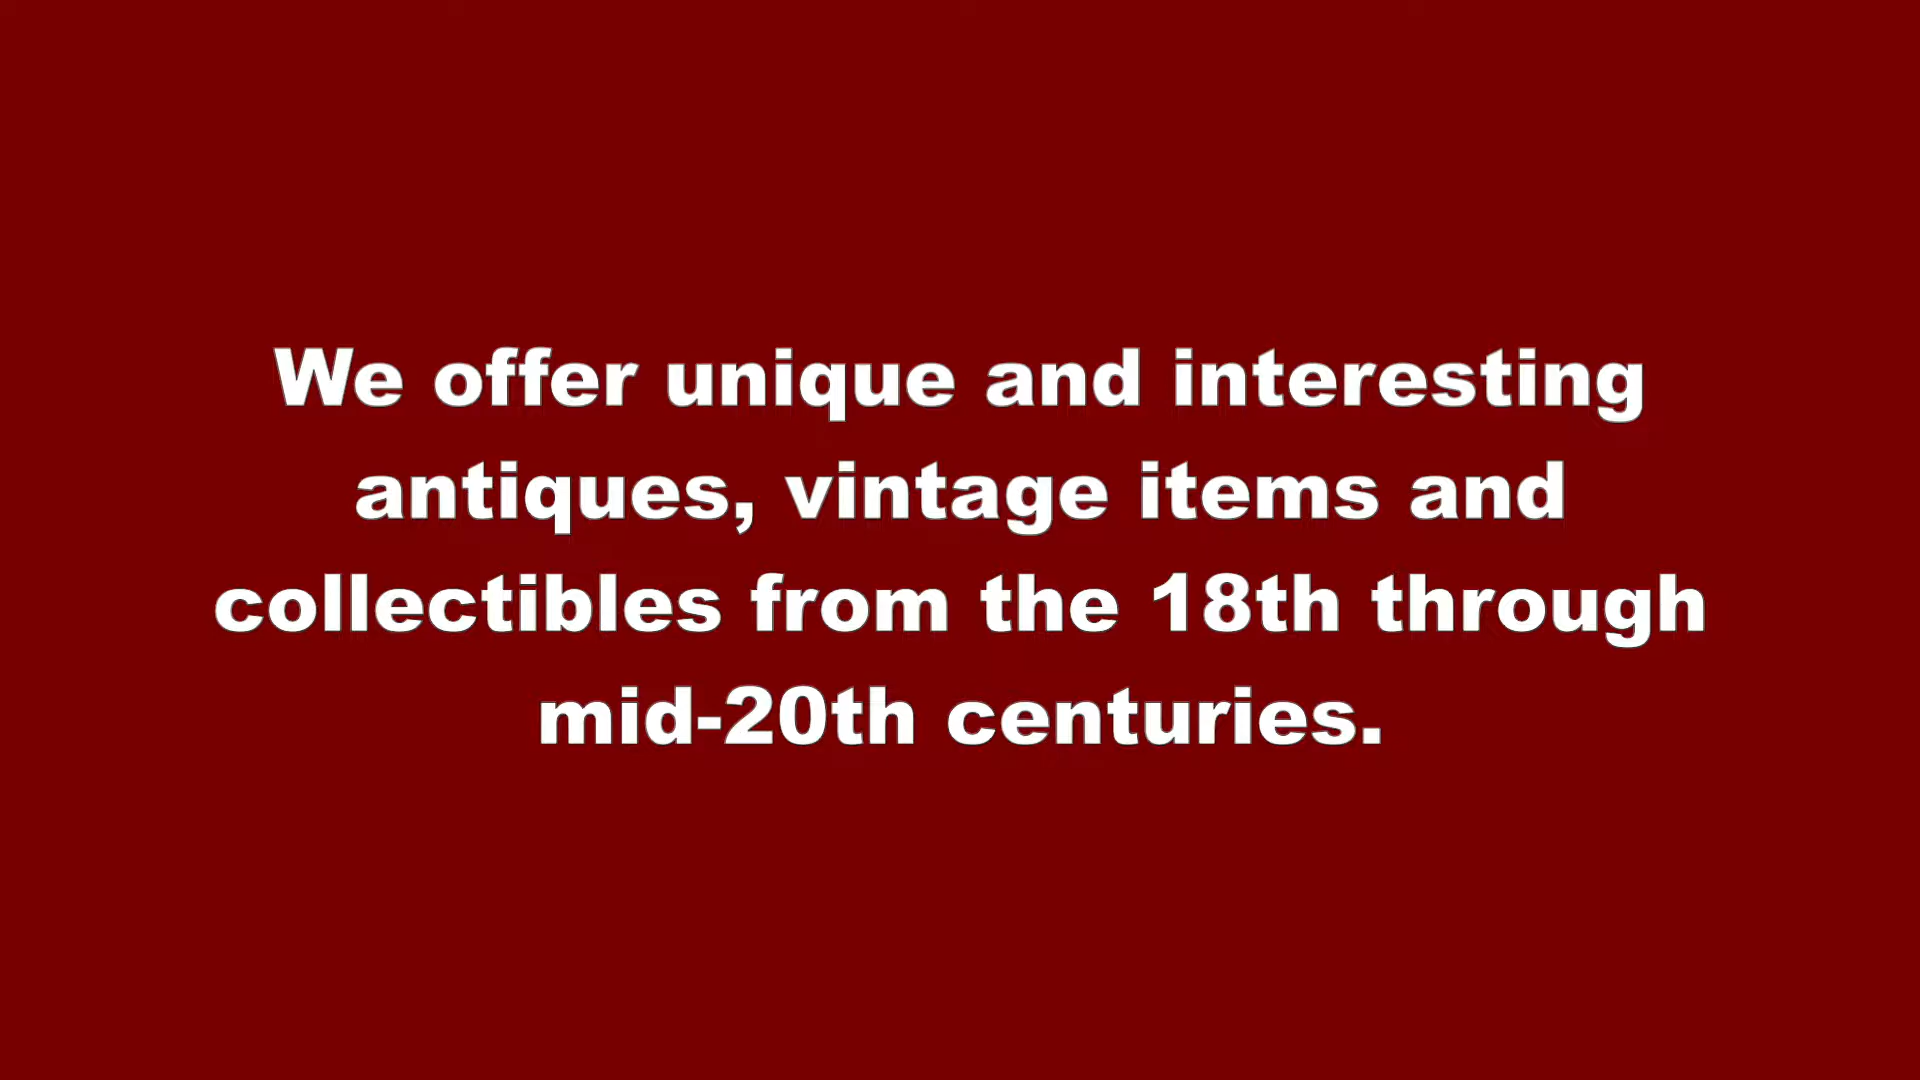 We offer unique and interesting
antiques, vintage items and
collectibles from the 18th through
mid-20th centuries.